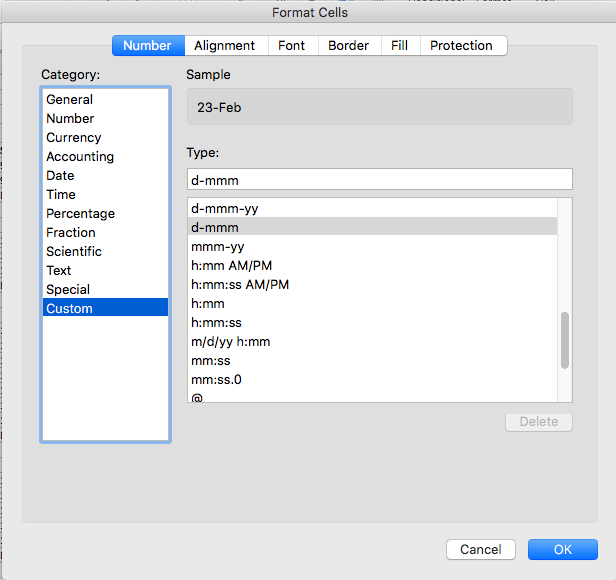 Format Cells
Number Alignment Font Border Fill Protection
Category:
General
Number
Currency
Accounting
Date
Time
Percentage
Fraction
Scientific
Text
Special
Custom
Sample
23-Feb
Type:
d-mmm
d-mmm-yy
d-mmm
mmm-yy
h:mm AM/PM
h:mm:ss AM/PM
h:mm
h:mm:ss
m/d/yy h:mm
mm:ss
mm:ss.0
@
Delete
Cancel OK